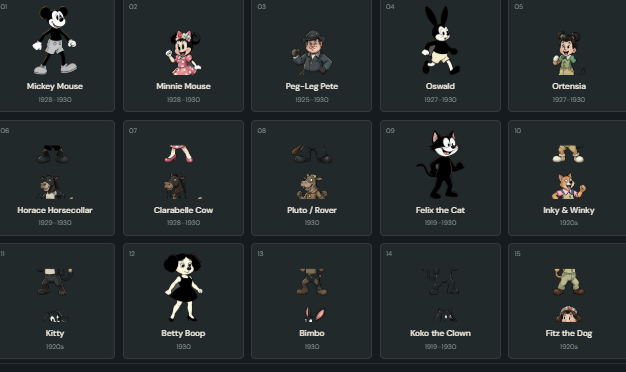 01
02
03
04
05
Mickey Mouse
Minnie Mouse
Peg-Leg Pete
Oswald
Ortensia
1928-1930
1928-1930
1925-1930
1927-1930
1927-1930
06
07
08
09
10
Horace Horsecollar
Clarabelle Cow
Pluto / Rover
Felix the Cat
Inky & Winky
1929-1930
1928-1930
1930
1919-1930
1920s
11
12
13
14
15
Kitty
Betty Boop
Bimbo
Koko the Clown
Fitz the Dog
1920s
1930
1930
1919-1930
1920s